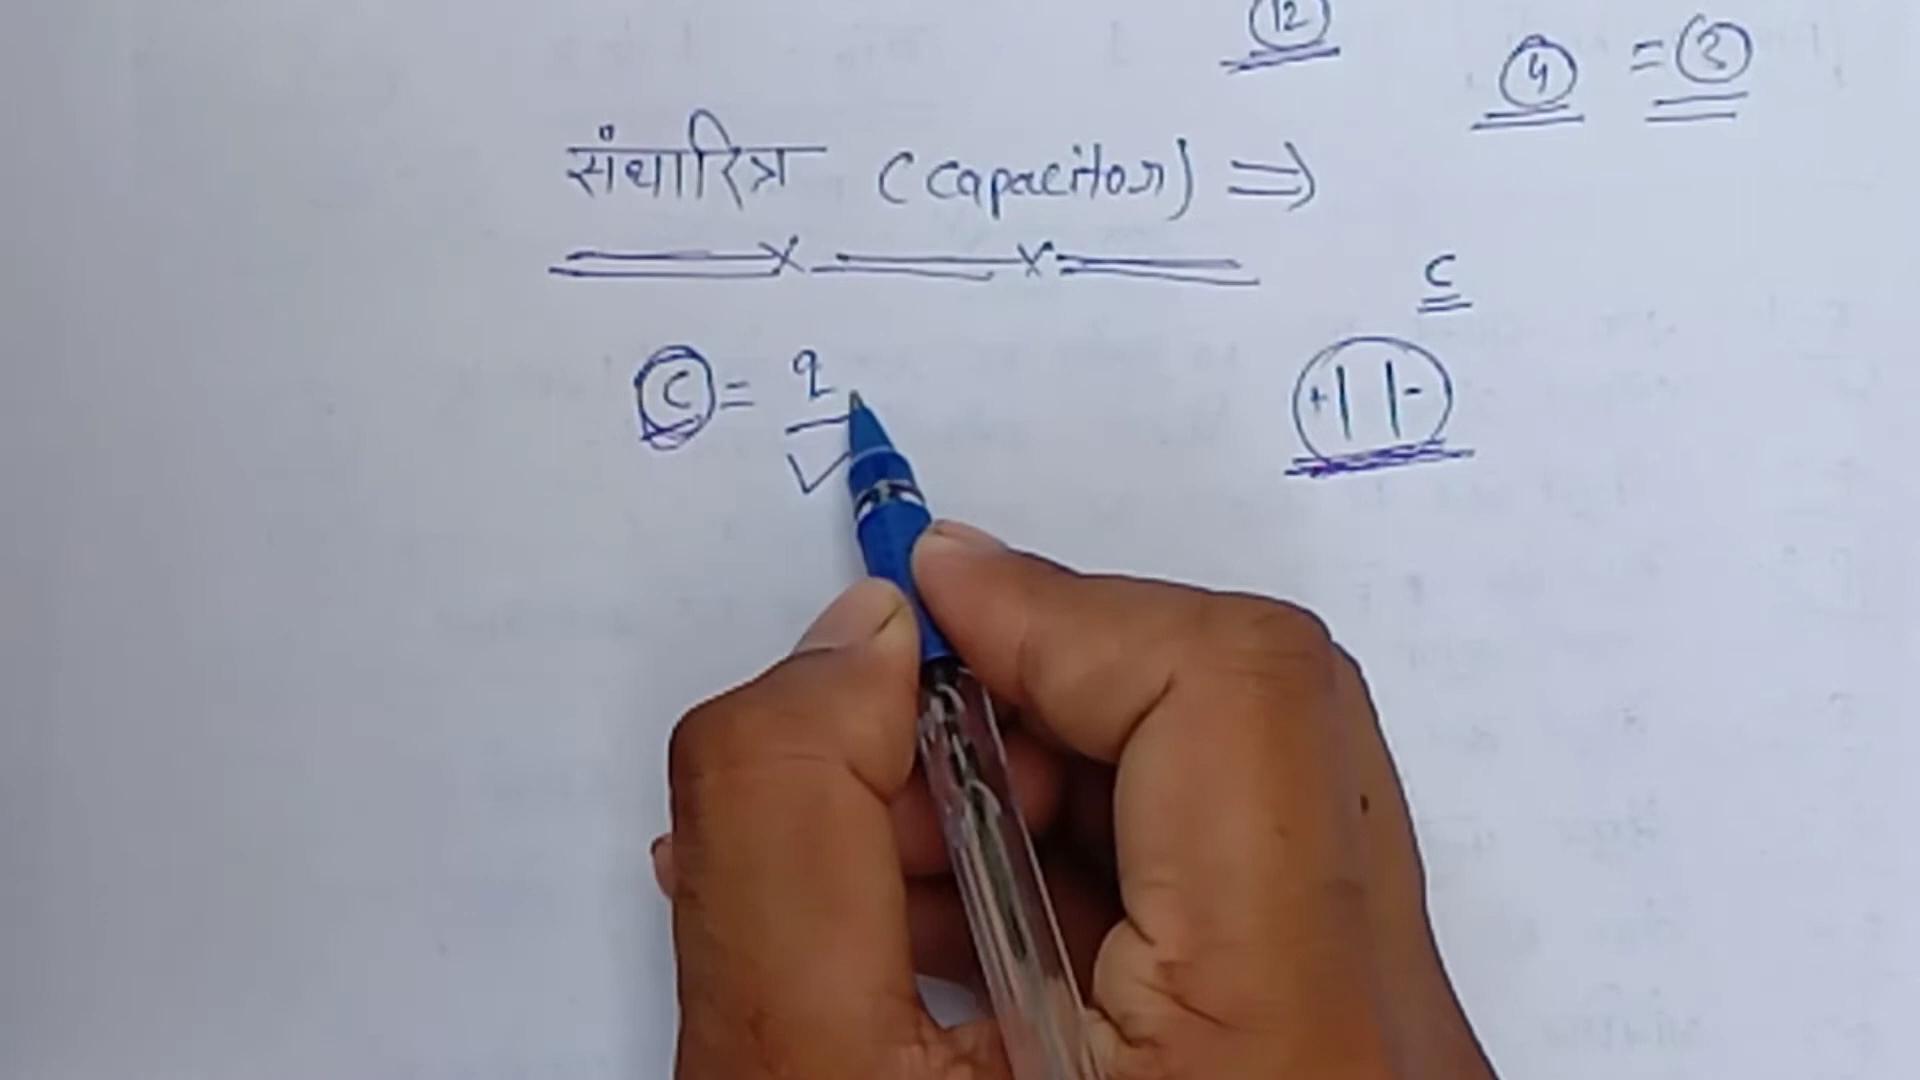 12
4 = 3
संधारित्र (Capacitor) ⇒
C
C = q
V
+ | | -